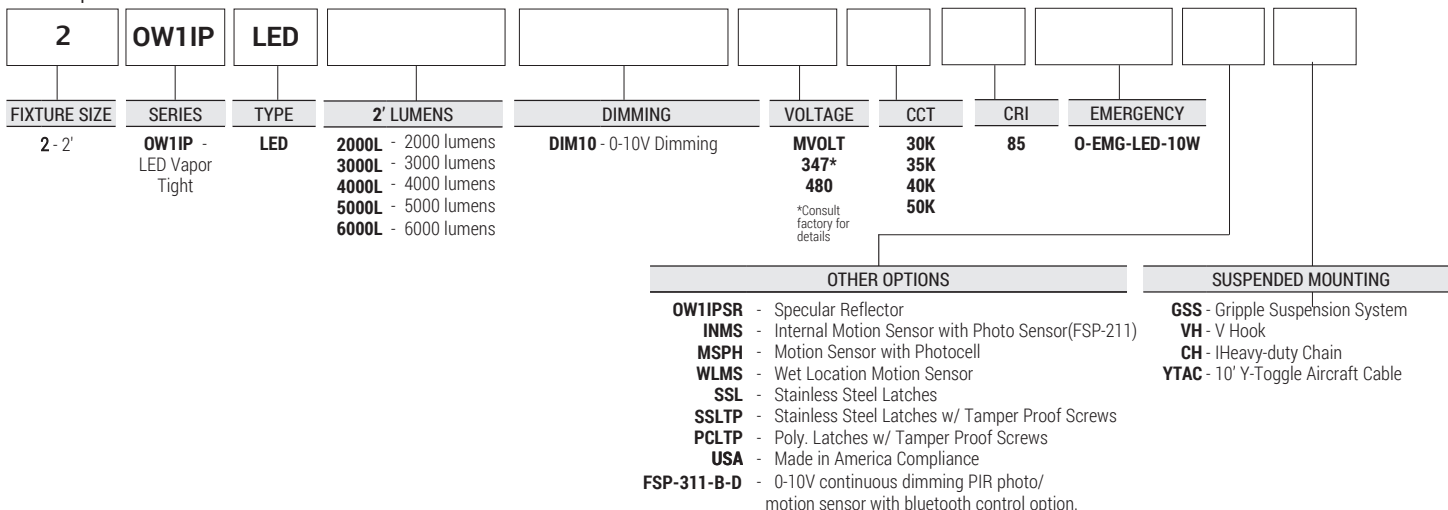 2 OW1IP LED
FIXTURE SIZE SERIES TYPE 2' LUMENS DIMMING VOLTAGE CCT CRI EMERGENCY
2 - 2'
OW1IP -
LED Vapor
Tight
LED
2000L - 2000 lumens
3000L - 3000 lumens
4000L - 4000 lumens
5000L - 5000 lumens
6000L - 6000 lumens
DIM10 - 0-10V Dimming
MVOLT
347*
480
*Consult
factory for
details
30K
35K
40K
50K
85
O-EMG-LED-10W
OTHER OPTIONS
OW1IPSR - Specular Reflector
INMS - Internal Motion Sensor with Photo Sensor(FSP-211)
MSPH - Motion Sensor with Photocell
WLMS - Wet Location Motion Sensor
SSL - Stainless Steel Latches
SSLTP - Stainless Steel Latches w/ Tamper Proof Screws
PCLTP - Poly. Latches w/ Tamper Proof Screws
USA - Made in America Compliance
FSP-311-B-D - 0-10V continuous dimming PIR photo/
motion sensor with bluetooth control option.
SUSPENDED MOUNTING
GSS - Gripple Suspension System
VH - V Hook
CH - IHeavy-duty Chain
YTAC - 10' Y-Toggle Aircraft Cable